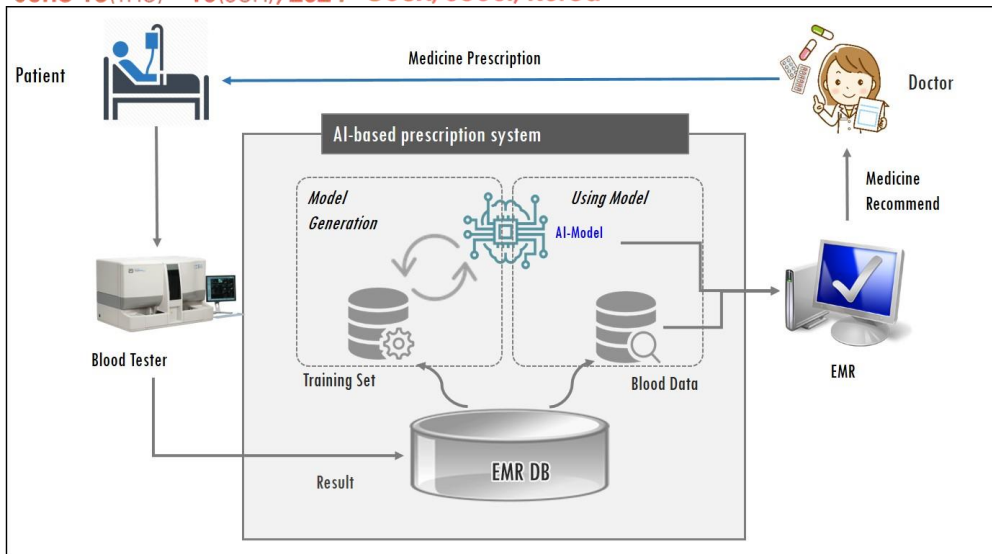 Patient
Medicine Prescription
Doctor
AI-based prescription system
Model
Generation
Using Model
AI-Model
Medicine
Recommend
Blood Tester
Training Set
Blood Data
EMR
Result
EMR DB